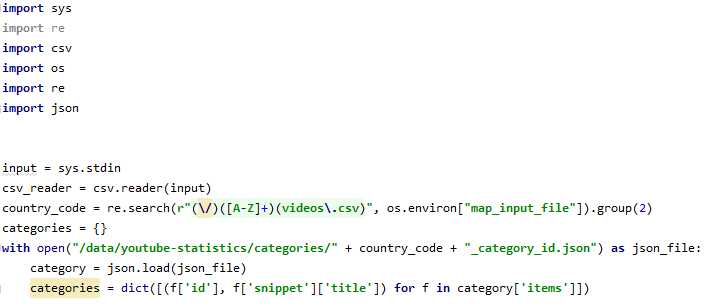 import sys
import re
import csv
import os
import re
import json
input = sys.stdin
csv_reader = csv.reader(input)
country_code = re.search(r"(\/)([A-Z]+)(videos\.csv)", os.environ["map_input_file"]).group(2)
categories = {}
with open("/data/youtube-statistics/categories/" + country_code + "_category_id.json") as json_file:
    category = json.load(json_file)
    categories = dict([(f['id'], f['snippet']['title']) for f in category['items']])